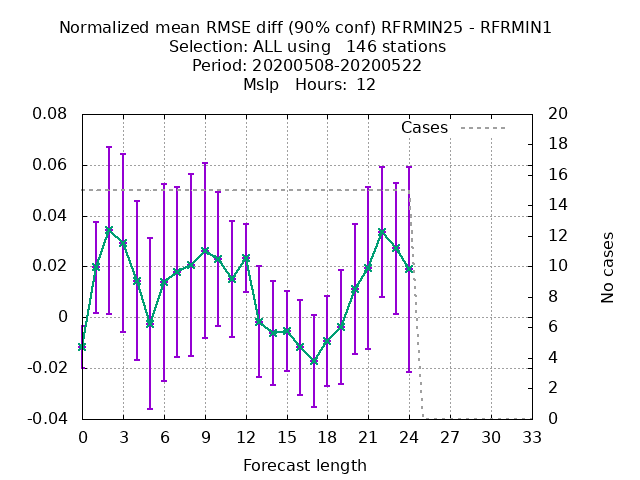 Normalized mean RMSE diff (90% conf) RFRMIN25 - RFRMIN1
Selection: ALL using   146 stations
Period: 20200508-20200522
Mslp   Hours: 12
Cases
0.08
0.06
0.04
0.02
0
-0.02
-0.04
20
18
16
14
12
10
8
6
4
2
0
No cases
0 3 6 9 12 15 18 21 24 27 30 33
Forecast length